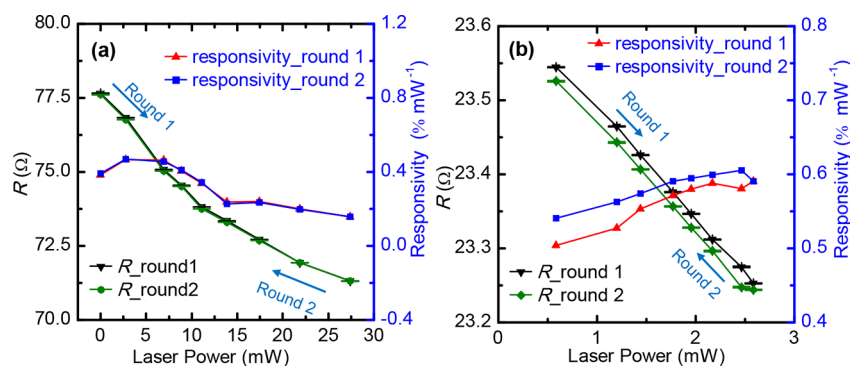 (a)
responsivity_round 1
responsivity_round 2
Round 1
R_round1
R_round2
Round 2
80.0
77.5
75.0
72.5
70.0
R (Ω)
0 5 10 15 20 25 30
Laser Power (mW)
1.2
0.8
0.4
0.0
-0.4
Responsivity (% mW⁻¹)
(b)
responsivity_round 1
responsivity_round 2
Round 1
R_round 1
R_round 2
Round 2
23.6
23.5
23.4
23.3
23.2
R (Ω)
0 1 2 3
Laser Power (mW)
0.8
0.7
0.6
0.5
0.4
Responsivity (% mW⁻¹)